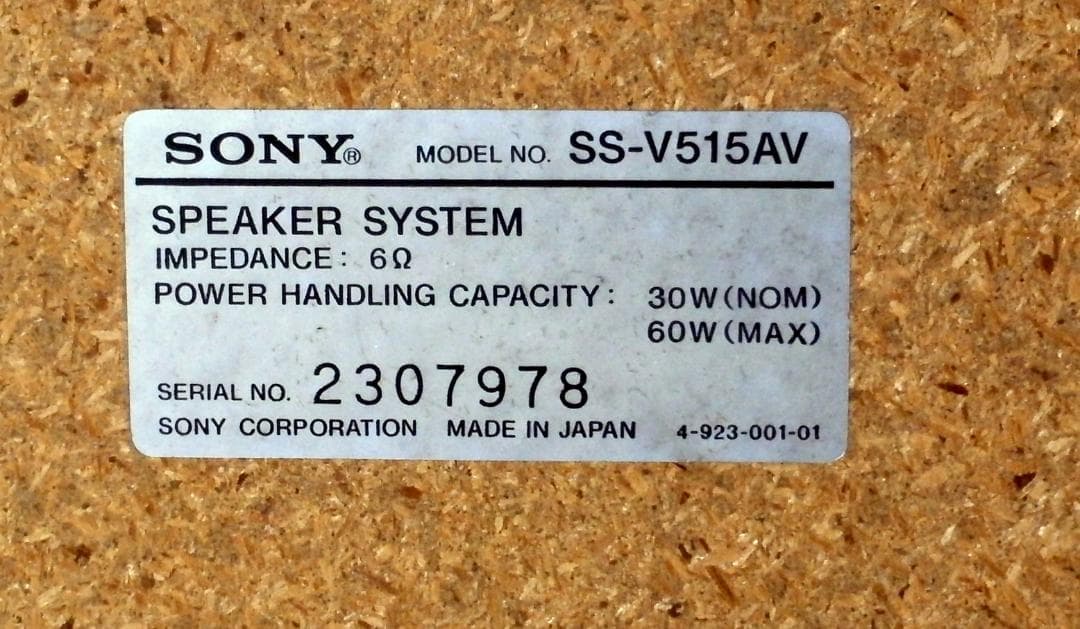 SONY® MODEL NO. SS-V515AV
SPEAKER SYSTEM
IMPEDANCE: 6Ω
POWER HANDLING CAPACITY: 30W(NOM)
60W(MAX)
SERIAL NO. 2307978
SONY CORPORATION MADE IN JAPAN 4-923-001-01